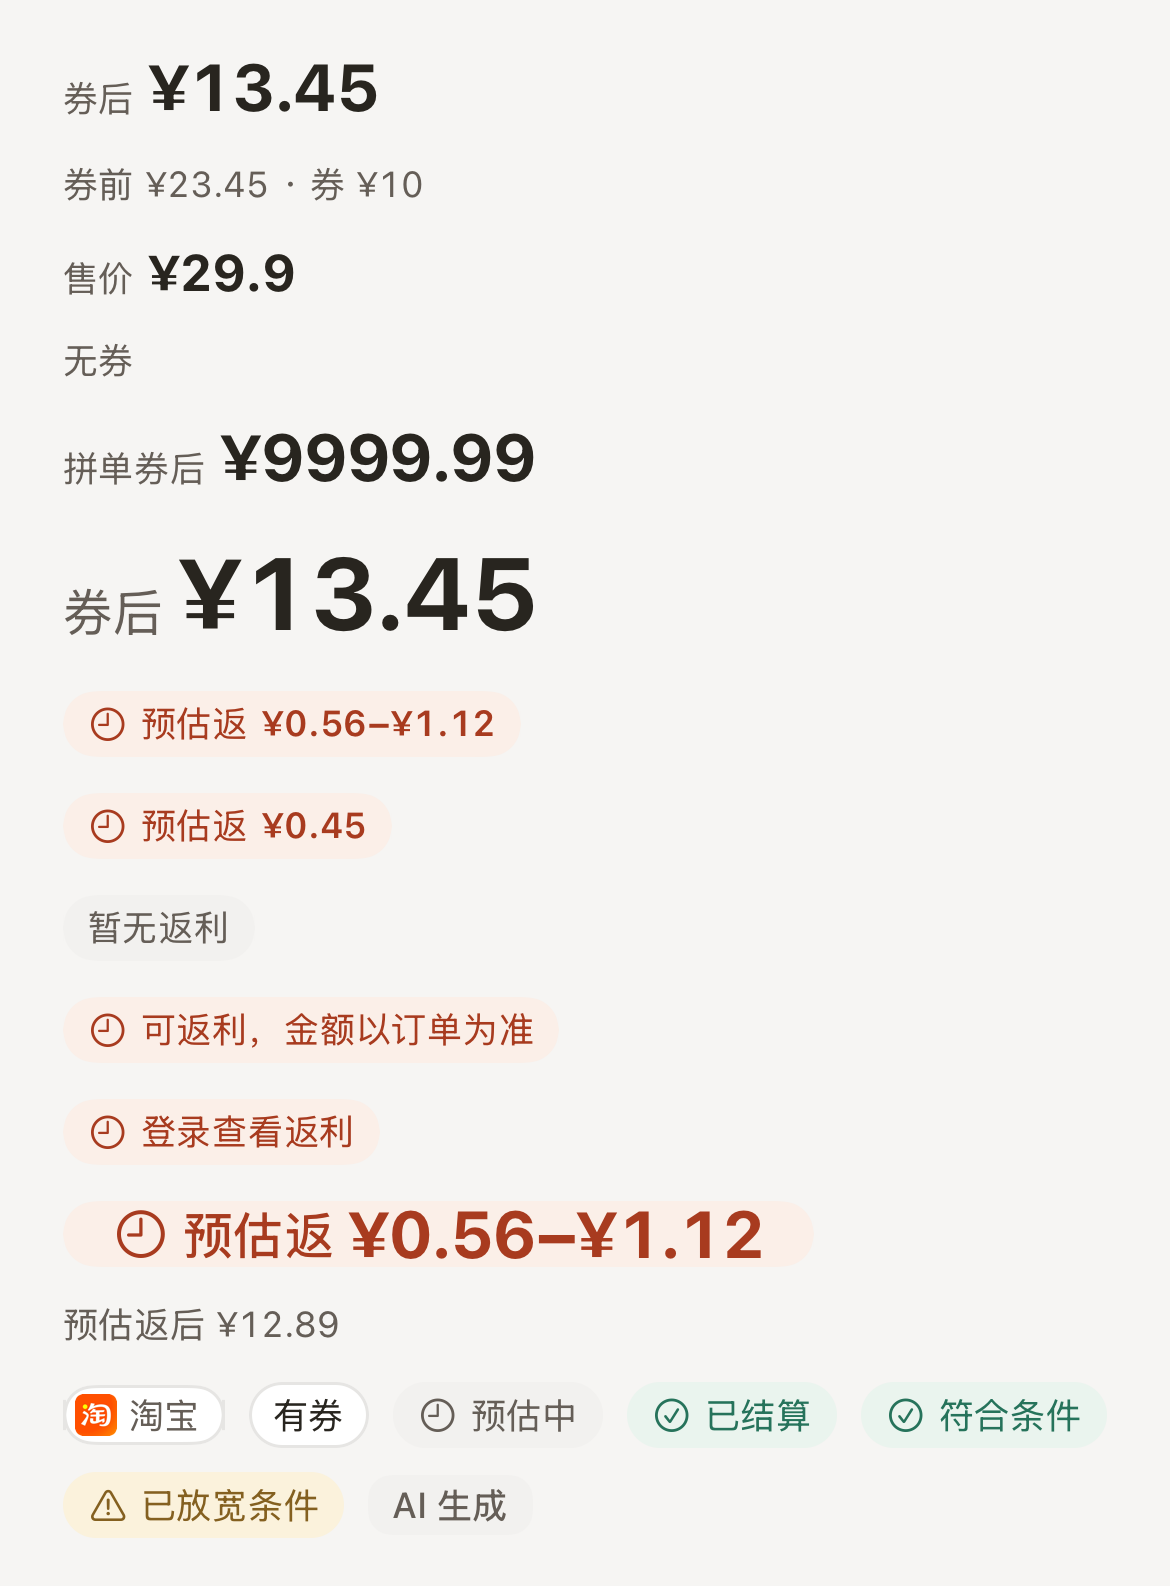 券后 ¥13.45
券前 ¥23.45 · 券 ¥10
售价 ¥29.9
无券
拼单券后 ¥9999.99
券后 ¥13.45
预估返 ¥0.56–¥1.12
预估返 ¥0.45
暂无返利
可返利，金额以订单为准
登录查看返利
预估返 ¥0.56–¥1.12
预估返后 ¥12.89
淘 淘宝 有券 预估中 已结算 符合条件
已放宽条件 AI 生成